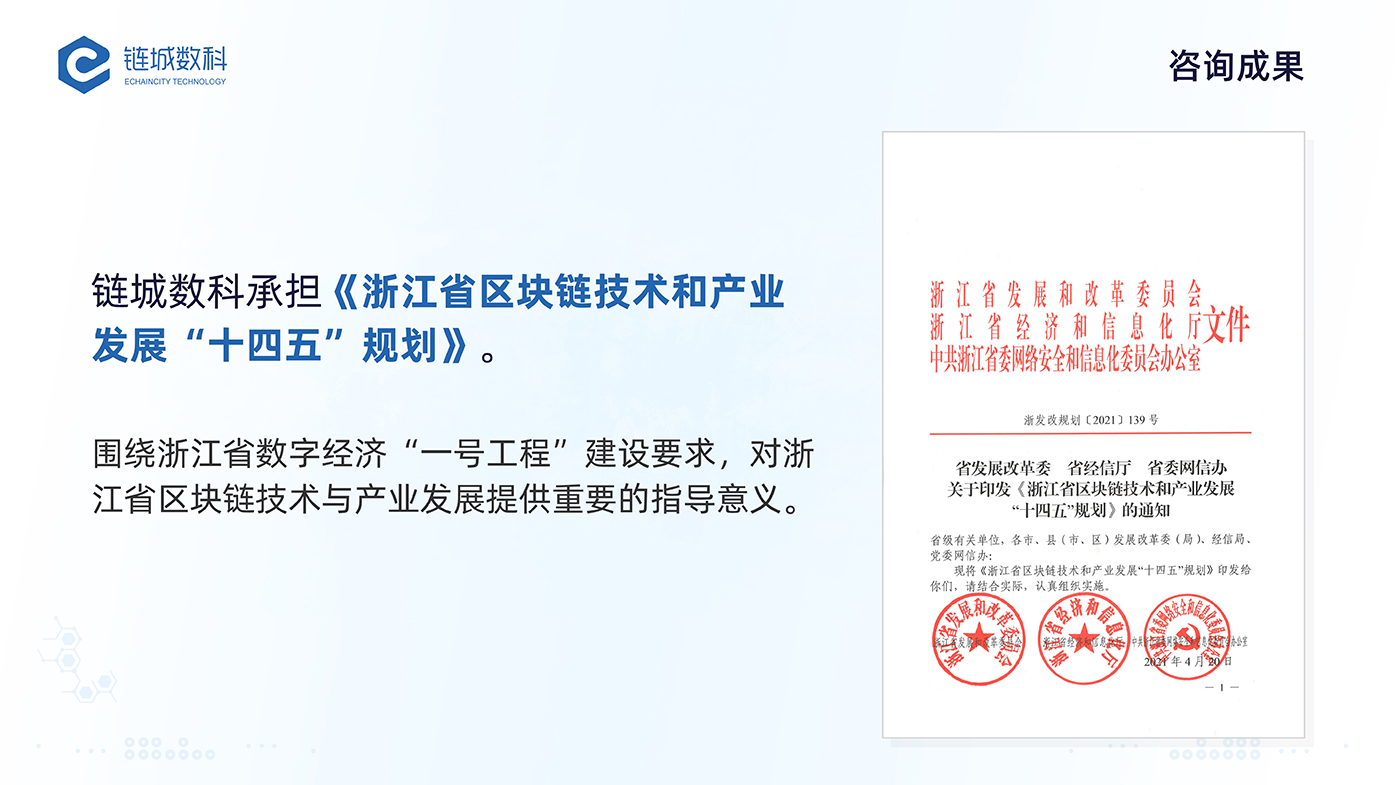 链城数科
ECHAINCITY TECHNOLOGY
咨询成果
链城数科承担《浙江省区块链技术和产业
发展“十四五”规划》。
围绕浙江省数字经济“一号工程”建设要求，对浙
江省区块链技术与产业发展提供重要的指导意义。
浙江省发展和改革委员会
浙江省经济和信息化厅
中共浙江省委网络安全和信息化委员会办公室
文件
浙发改规划〔2021〕139号
省发展改革委 省经信厅 省委网信办
关于印发《浙江省区块链技术和产业发展
“十四五”规划》的通知
省级有关单位，各市、县（市、区）发展改革委（局）、经信局、
党委网信办：
现将《浙江省区块链技术和产业发展“十四五”规划》印发给
你们，请结合实际，认真组织实施。
浙江省发展和改革委员会 浙江省经济和信息化厅 中共浙江省委网络安全和信息化委员会办公室
2021年4月20日
— 1 —